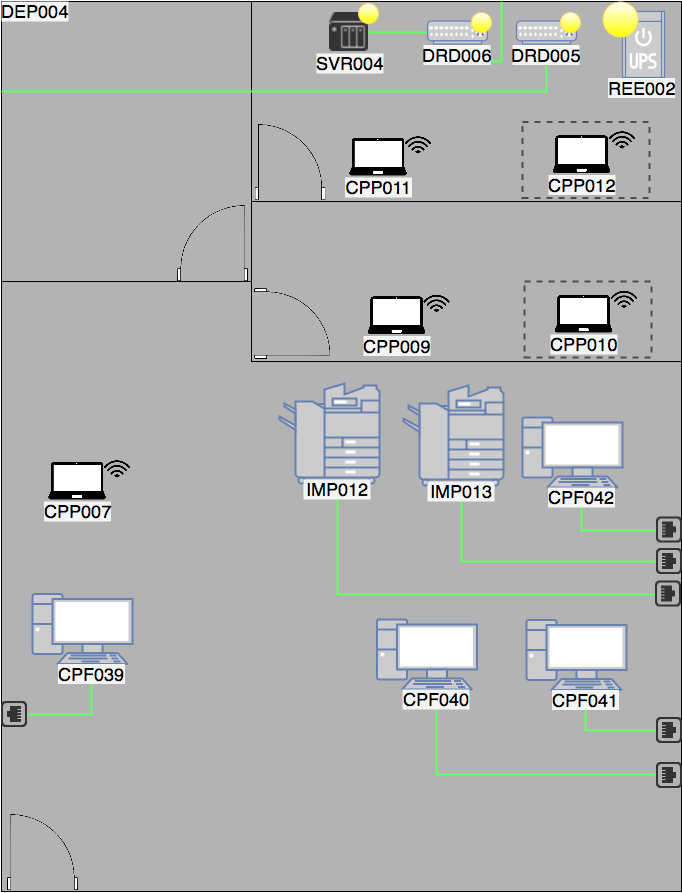 DEP004
SVR004
DRD006
DRD005
UPS
REE002
CPP011
CPP012
CPP009
CPP010
IMP012
IMP013
CPF042
CPP007
CPF039
CPF040
CPF041